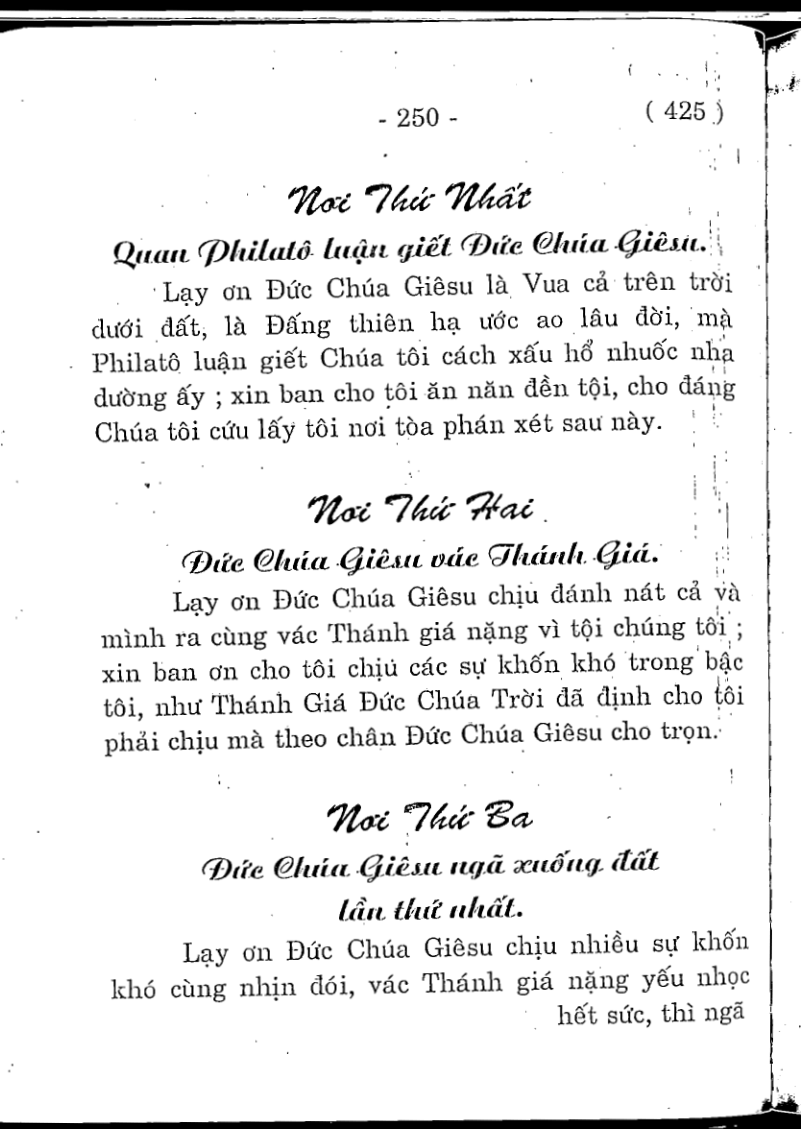 - 250 - ( 425 )
Nơi Thứ Nhất
Quan Philatô luận giết Đức Chúa Giêsu.
Lạy ơn Đức Chúa Giêsu là Vua cả trên trời
dưới đất, là Đấng thiên hạ ước ao lâu đời, mà
Philatô luận giết Chúa tôi cách xấu hổ nhuốc nha
dường ấy ; xin ban cho tôi ăn năn đền tội, cho đáng
Chúa tôi cứu lấy tôi nơi tòa phán xét sau này.
Nơi Thứ Hai
Đức Chúa Giêsu vác Thánh Giá.
Lạy ơn Đức Chúa Giêsu chịu đánh nát cả và
mình ra cùng vác Thánh giá nặng vì tội chúng tôi ;
xin ban ơn cho tôi chịu các sự khốn khó trong bậc
tôi, như Thánh Giá Đức Chúa Trời đã định cho tôi
phải chịu mà theo chân Đức Chúa Giêsu cho trọn.
Nơi Thứ Ba
Đức Chúa Giêsu ngã xuống đất
lần thứ nhất.
Lạy ơn Đức Chúa Giêsu chịu nhiều sự khốn
khó cùng nhịn đói, vác Thánh giá nặng yếu nhọc
hết sức, thì ngã